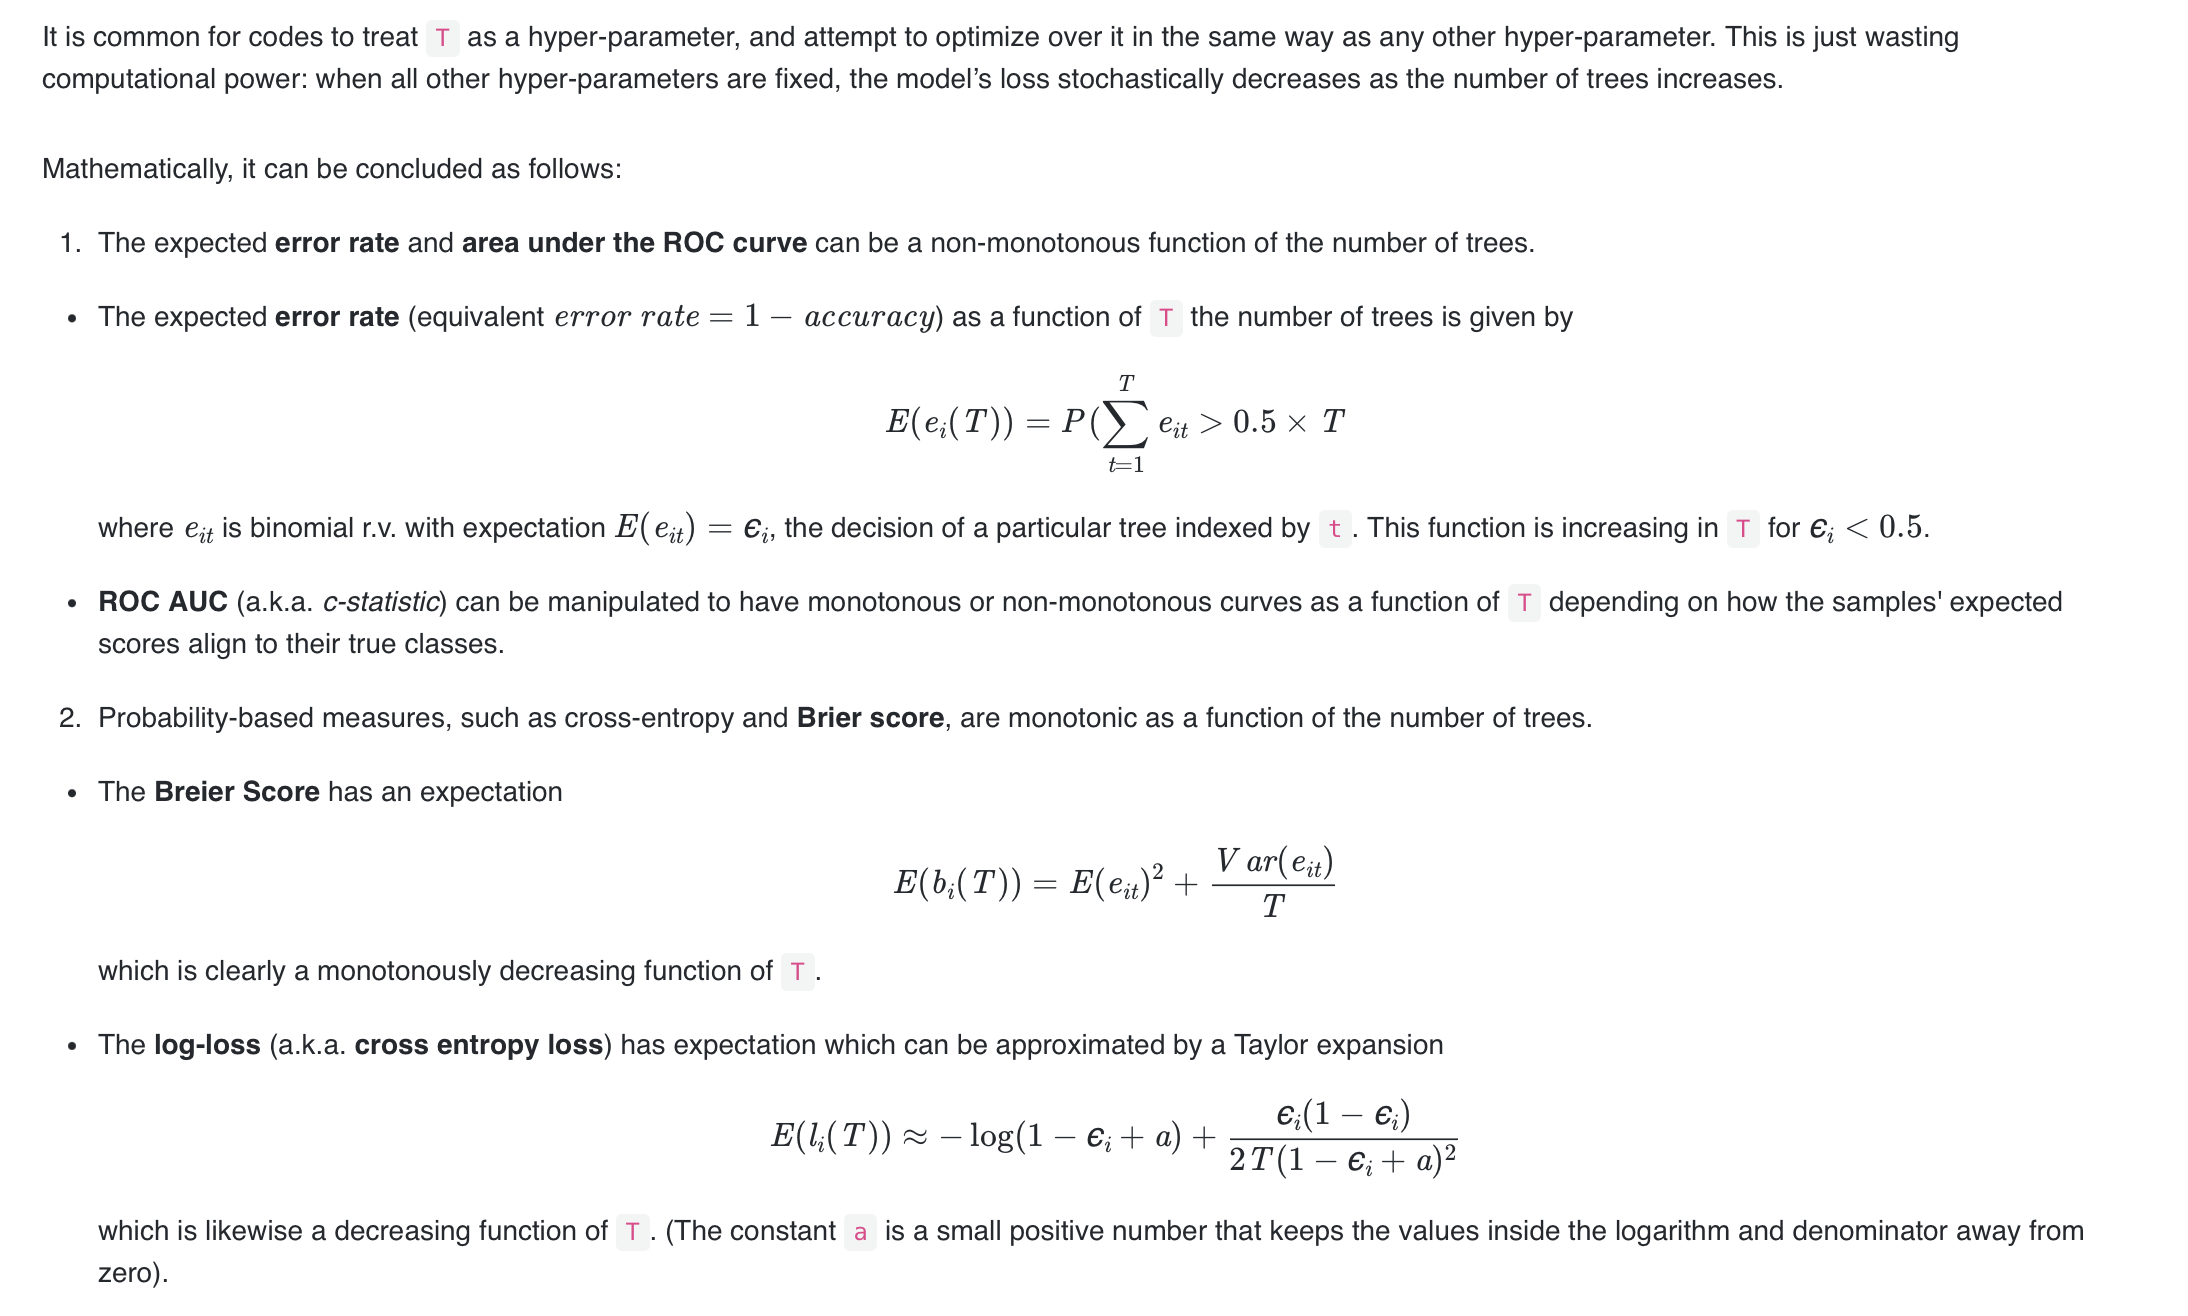 It is common for codes to treat T as a hyper-parameter, and attempt to optimize over it in the same way as any other hyper-parameter. This is just wasting
computational power: when all other hyper-parameters are fixed, the model’s loss stochastically decreases as the number of trees increases.
Mathematically, it can be concluded as follows:
1. The expected error rate and area under the ROC curve can be a non-monotonous function of the number of trees.
• The expected error rate (equivalent error rate = 1 − accuracy) as a function of T the number of trees is given by
E(e_i(T)) = P(∑_{t=1}^{T} e_{it} > 0.5 × T
where e_{it} is binomial r.v. with expectation E(e_{it}) = ϵ_i, the decision of a particular tree indexed by t. This function is increasing in T for ϵ_i < 0.5.
• ROC AUC (a.k.a. c-statistic) can be manipulated to have monotonous or non-monotonous curves as a function of T depending on how the samples' expected
scores align to their true classes.
2. Probability-based measures, such as cross-entropy and Brier score, are monotonic as a function of the number of trees.
• The Breier Score has an expectation
E(b_i(T)) = E(e_{it})^2 + Var(e_{it}) / T
which is clearly a monotonously decreasing function of T.
• The log-loss (a.k.a. cross entropy loss) has expectation which can be approximated by a Taylor expansion
E(l_i(T)) ≈ − log(1 − ϵ_i + a) + ϵ_i(1 − ϵ_i) / 2T(1 − ϵ_i + a)^2
which is likewise a decreasing function of T. (The constant a is a small positive number that keeps the values inside the logarithm and denominator away from
zero).